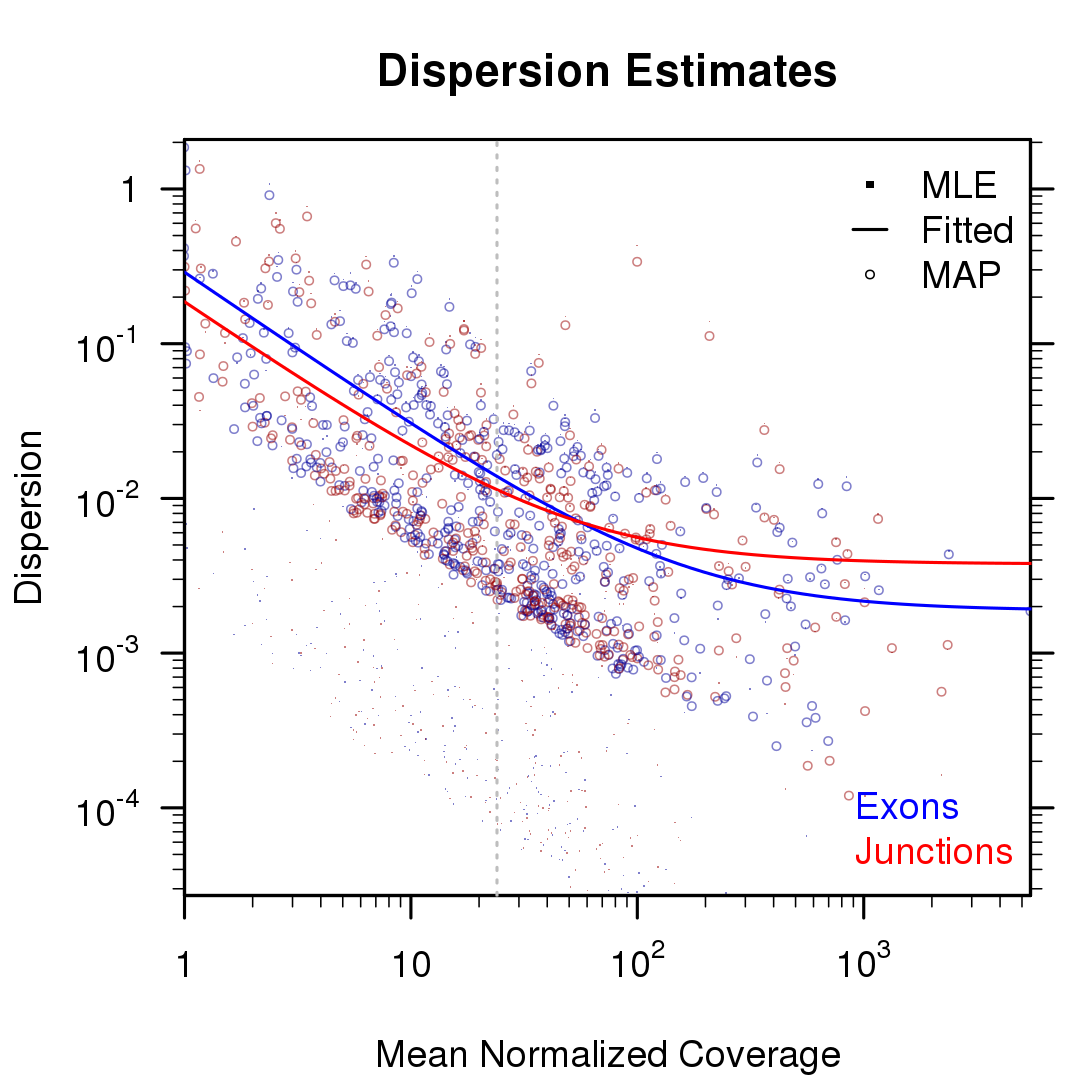 Dispersion Estimates
MLE
Fitted
MAP
1
10^-1
10^-2
10^-3
10^-4
Dispersion
Exons
Junctions
1 10 10^2 10^3
Mean Normalized Coverage